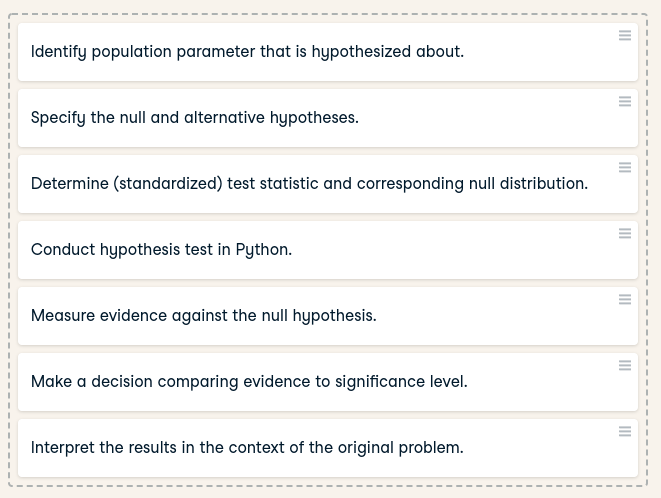 Identify population parameter that is hypothesized about.
Specify the null and alternative hypotheses.
Determine (standardized) test statistic and corresponding null distribution.
Conduct hypothesis test in Python.
Measure evidence against the null hypothesis.
Make a decision comparing evidence to significance level.
Interpret the results in the context of the original problem.